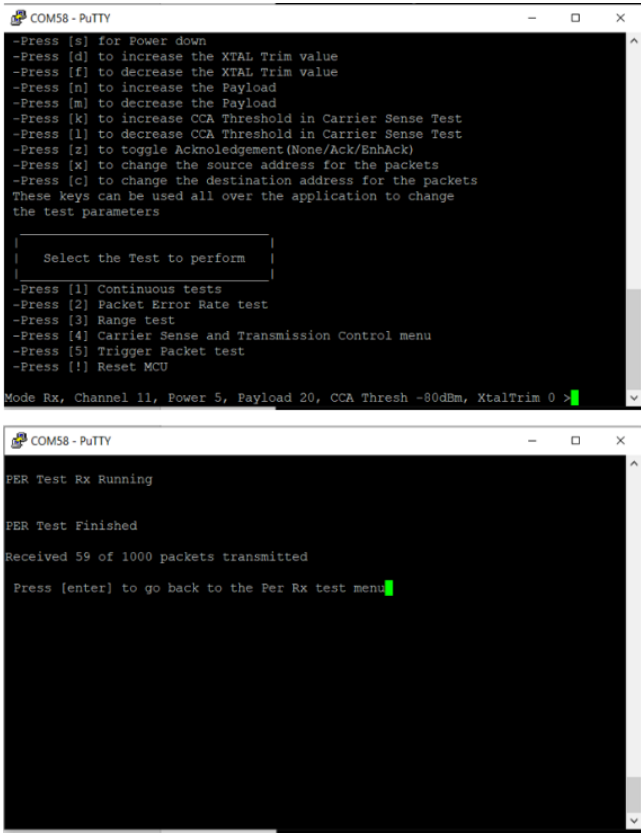 COM58 - PuTTY
-Press [s] for Power down
-Press [d] to increase the XTAL Trim value
-Press [f] to decrease the XTAL Trim value
-Press [n] to increase the Payload
-Press [m] to decrease the Payload
-Press [k] to increase CCA Threshold in Carrier Sense Test
-Press [l] to decrease CCA Threshold in Carrier Sense Test
-Press [z] to toggle Acknoledgement(None/Ack/EnhAck)
-Press [x] to change the source address for the packets
-Press [c] to change the destination address for the packets
These keys can be used all over the application to change
the test parameters
Select the Test to perform
-Press [1] Continuous tests
-Press [2] Packet Error Rate test
-Press [3] Range test
-Press [4] Carrier Sense and Transmission Control menu
-Press [5] Trigger Packet test
-Press [!] Reset MCU
Mode Rx, Channel 11, Power 5, Payload 20, CCA Thresh -80dBm, XtalTrim 0 >
COM58 - PuTTY
PER Test Rx Running
PER Test Finished
Received 59 of 1000 packets transmitted
Press [enter] to go back to the Per Rx test menu